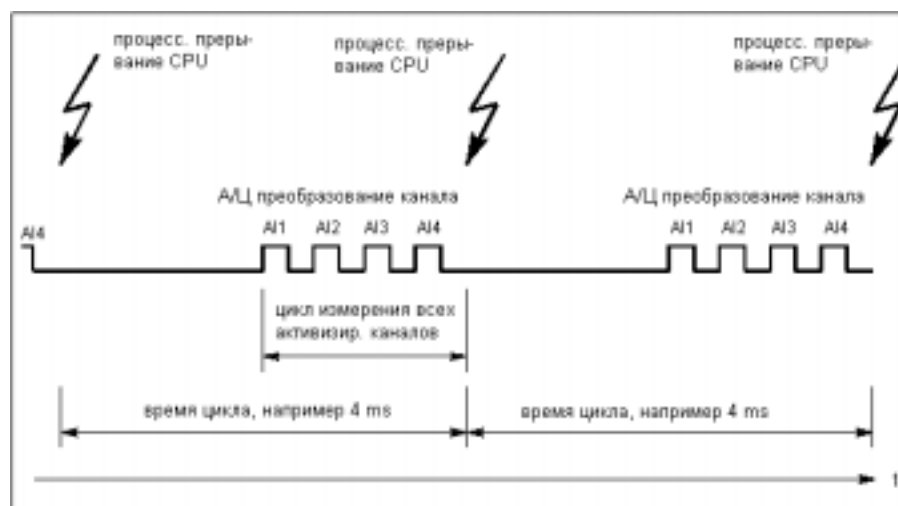 процесс. преры-
вание CPU
процесс. преры-
вание CPU
процесс. преры-
вание CPU
А/Ц преобразование канала
А/Ц преобразование канала
AI4
AI1
AI2
AI3
AI4
AI1
AI2
AI3
AI4
цикл измерения всех
активизир. каналов
время цикла, например 4 ms
время цикла, например 4 ms
t